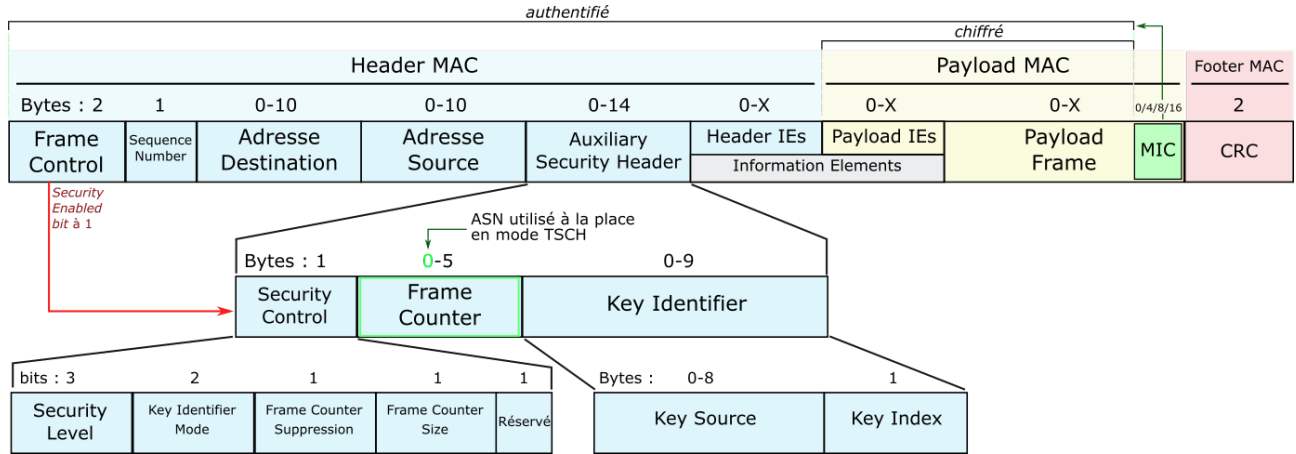 authentifié
chiffré
Header MAC
Payload MAC
Footer MAC
Bytes : 2
1
0-10
0-10
0-14
0-X
0-X
0-X
0/4/8/16
2
Frame
Control
Sequence
Number
Adresse
Destination
Adresse
Source
Auxiliary
Security Header
Header IEs
Payload IEs
Information Elements
Payload
Frame
MIC
CRC
Security
Enabled
bit à 1
ASN utilisé à la place
en mode TSCH
Bytes : 1
0-5
0-9
Security
Control
Frame
Counter
Key Identifier
bits : 3
2
1
1
1
Security
Level
Key Identifier
Mode
Frame Counter
Suppression
Frame Counter
Size
Réservé
Bytes :
0-8
1
Key Source
Key Index